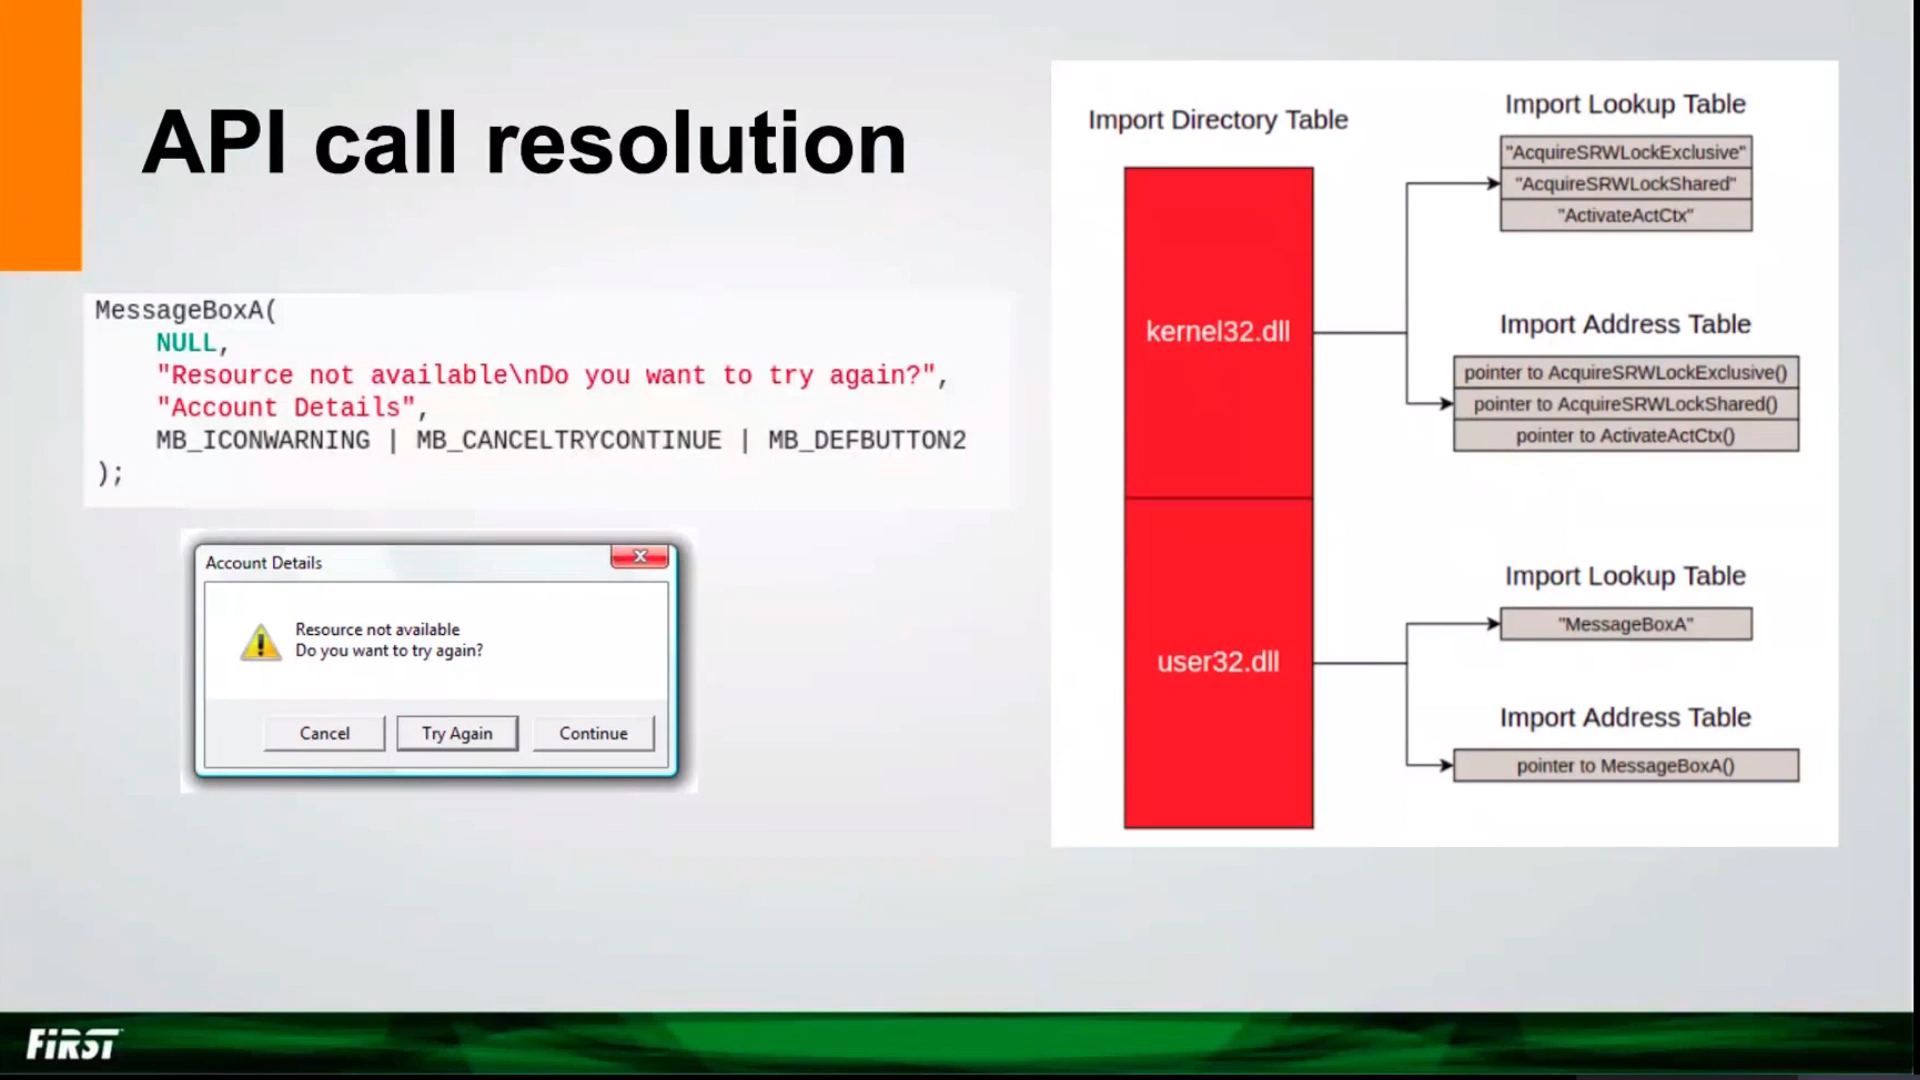 API call resolution
MessageBoxA(
NULL,
"Resource not available\nDo you want to try again?",
"Account Details",
MB_ICONWARNING | MB_CANCELTRYCONTINUE | MB_DEFBUTTON2
);
Account Details
Resource not available
Do you want to try again?
Cancel
Try Again
Continue
Import Directory Table
kernel32.dll
user32.dll
Import Lookup Table
"AcquireSRWLockExclusive"
"AcquireSRWLockShared"
"ActivateActCtx"
Import Address Table
pointer to AcquireSRWLockExclusive()
pointer to AcquireSRWLockShared()
pointer to ActivateActCtx()
Import Lookup Table
"MessageBoxA"
Import Address Table
pointer to MessageBoxA()
FiRST